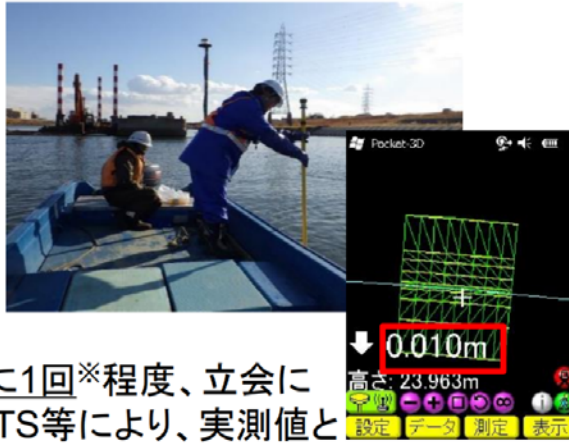 Pocket-3D
0.010m
高さ: 23.963m
設定 データ 測定 表示
に1回※程度、立会に
TS等により、実測値と